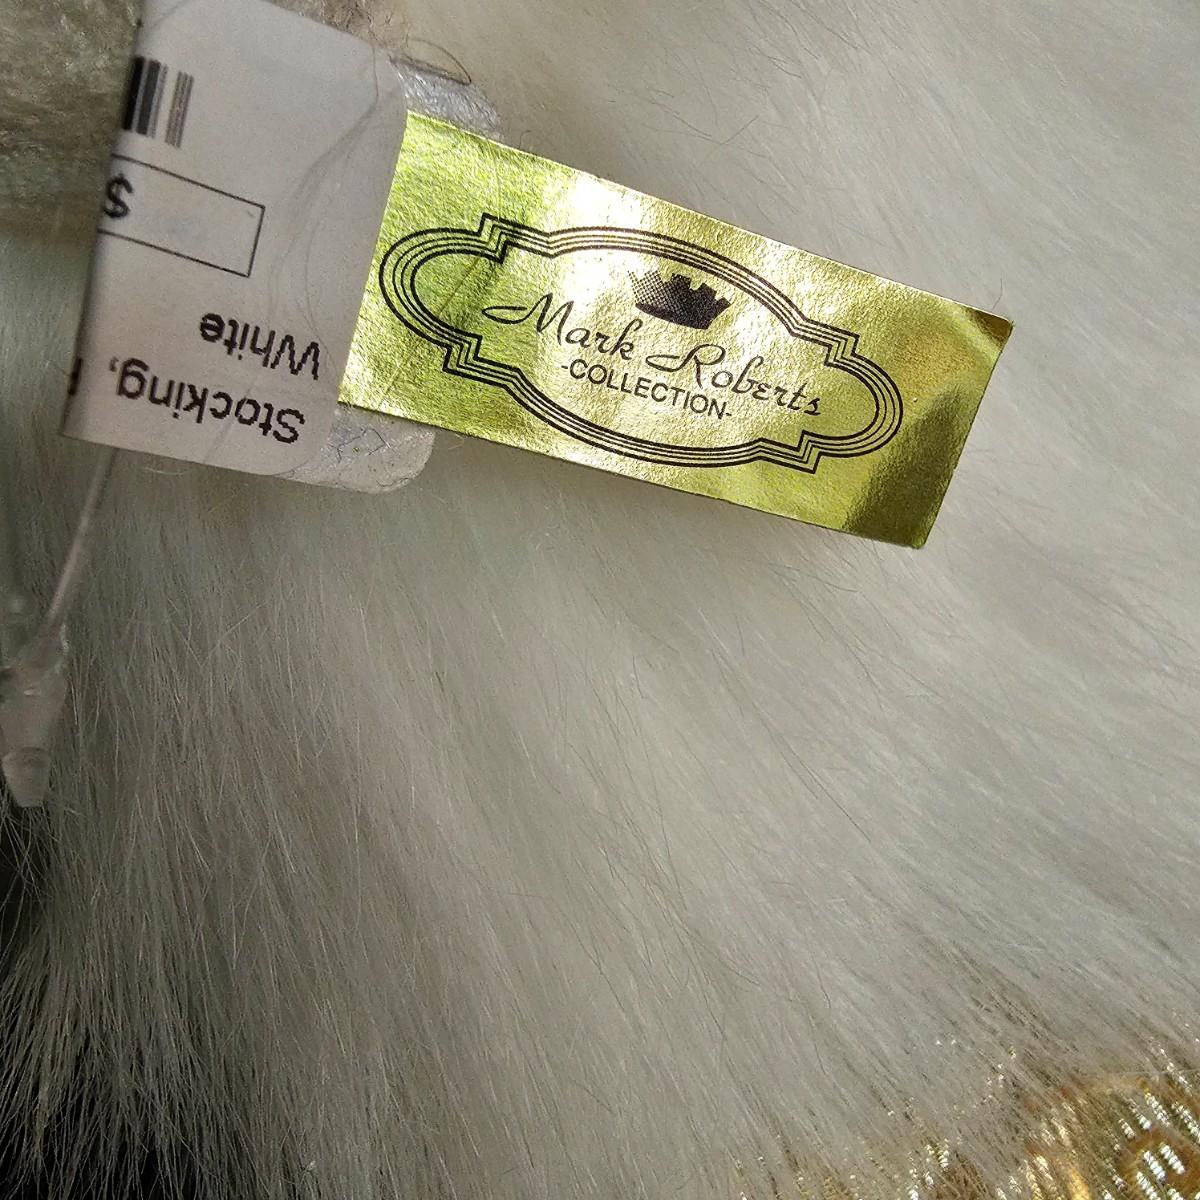 Mark Roberts
-COLLECTION-
Stocking,
White
$